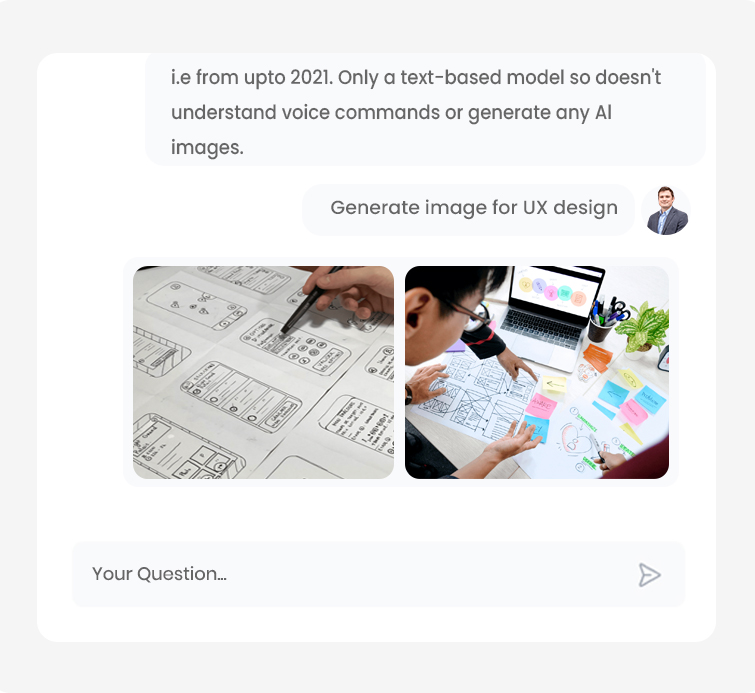 i.e from upto 2021. Only a text-based model so doesn't
understand voice commands or generate any AI
images.
Generate image for UX design
Your Question...